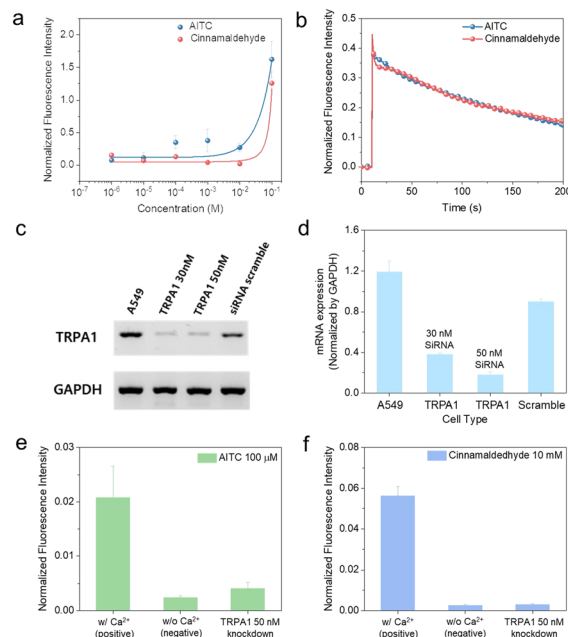 a
AITC
Cinnamaldehyde
Normalized Fluorescence Intensity
2.0
1.5
1.0
0.5
0.0
10-7 10-6 10-5 10-4 10-3 10-2 10-1 100
Concentration (M)
b
AITC
Cinnamaldehyde
Normalized Fluorescence Intensity
0.5
0.4
0.3
0.2
0.1
0.0
0 50 100 150 200
Time (s)
c
A549
TRPA1 30nM
TRPA1 50nM
siRNA scramble
TRPA1
GAPDH
d
mRNA expression
(Normalized by GAPDH)
1.6
1.2
0.8
0.4
0.0
30 nM
SiRNA
50 nM
SiRNA
A549 TRPA1 TRPA1 Scramble
Cell Type
e
AITC 100 μM
Normalized Fluorescence Intensity
0.03
0.02
0.01
0.00
w/ Ca2+
(positive)
w/o Ca2+
(negative)
TRPA1 50 nM
knockdown
f
Cinnamaldedhyde 10 mM
Normalized Fluorescence Intensity
0.08
0.06
0.04
0.02
0.00
w/ Ca2+
(positive)
w/o Ca2+
(negative)
TRPA1 50 nM
knockdown